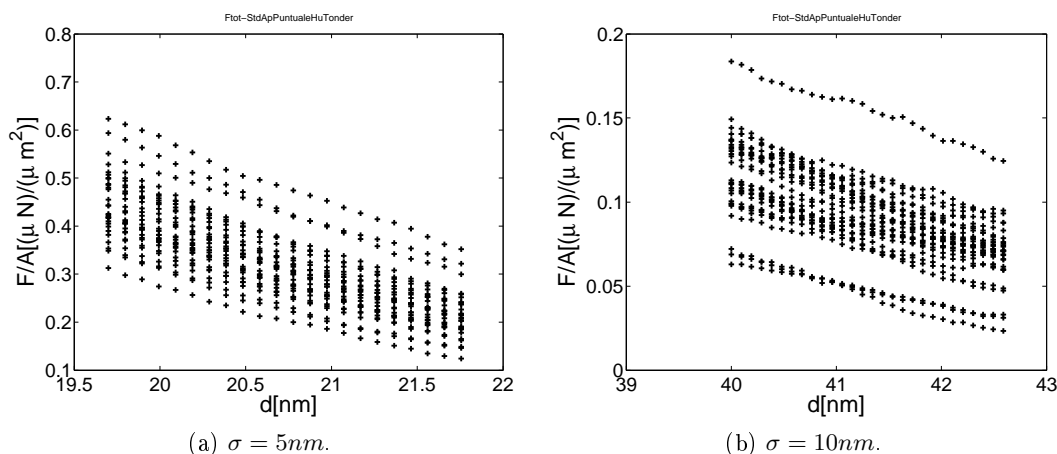 Ftot−StdApPuntualeHuTonder
0.8
0.7
0.6
0.5
0.4
0.3
0.2
0.1
F/A[(μ N)/(μ m²)]
19.5 20 20.5 21 21.5 22
d[nm]
(a) σ = 5nm.
Ftot−StdApPuntualeHuTonder
0.2
0.15
0.1
0.05
0
F/A[(μ N)/(μ m²)]
39 40 41 42 43
d[nm]
(b) σ = 10nm.